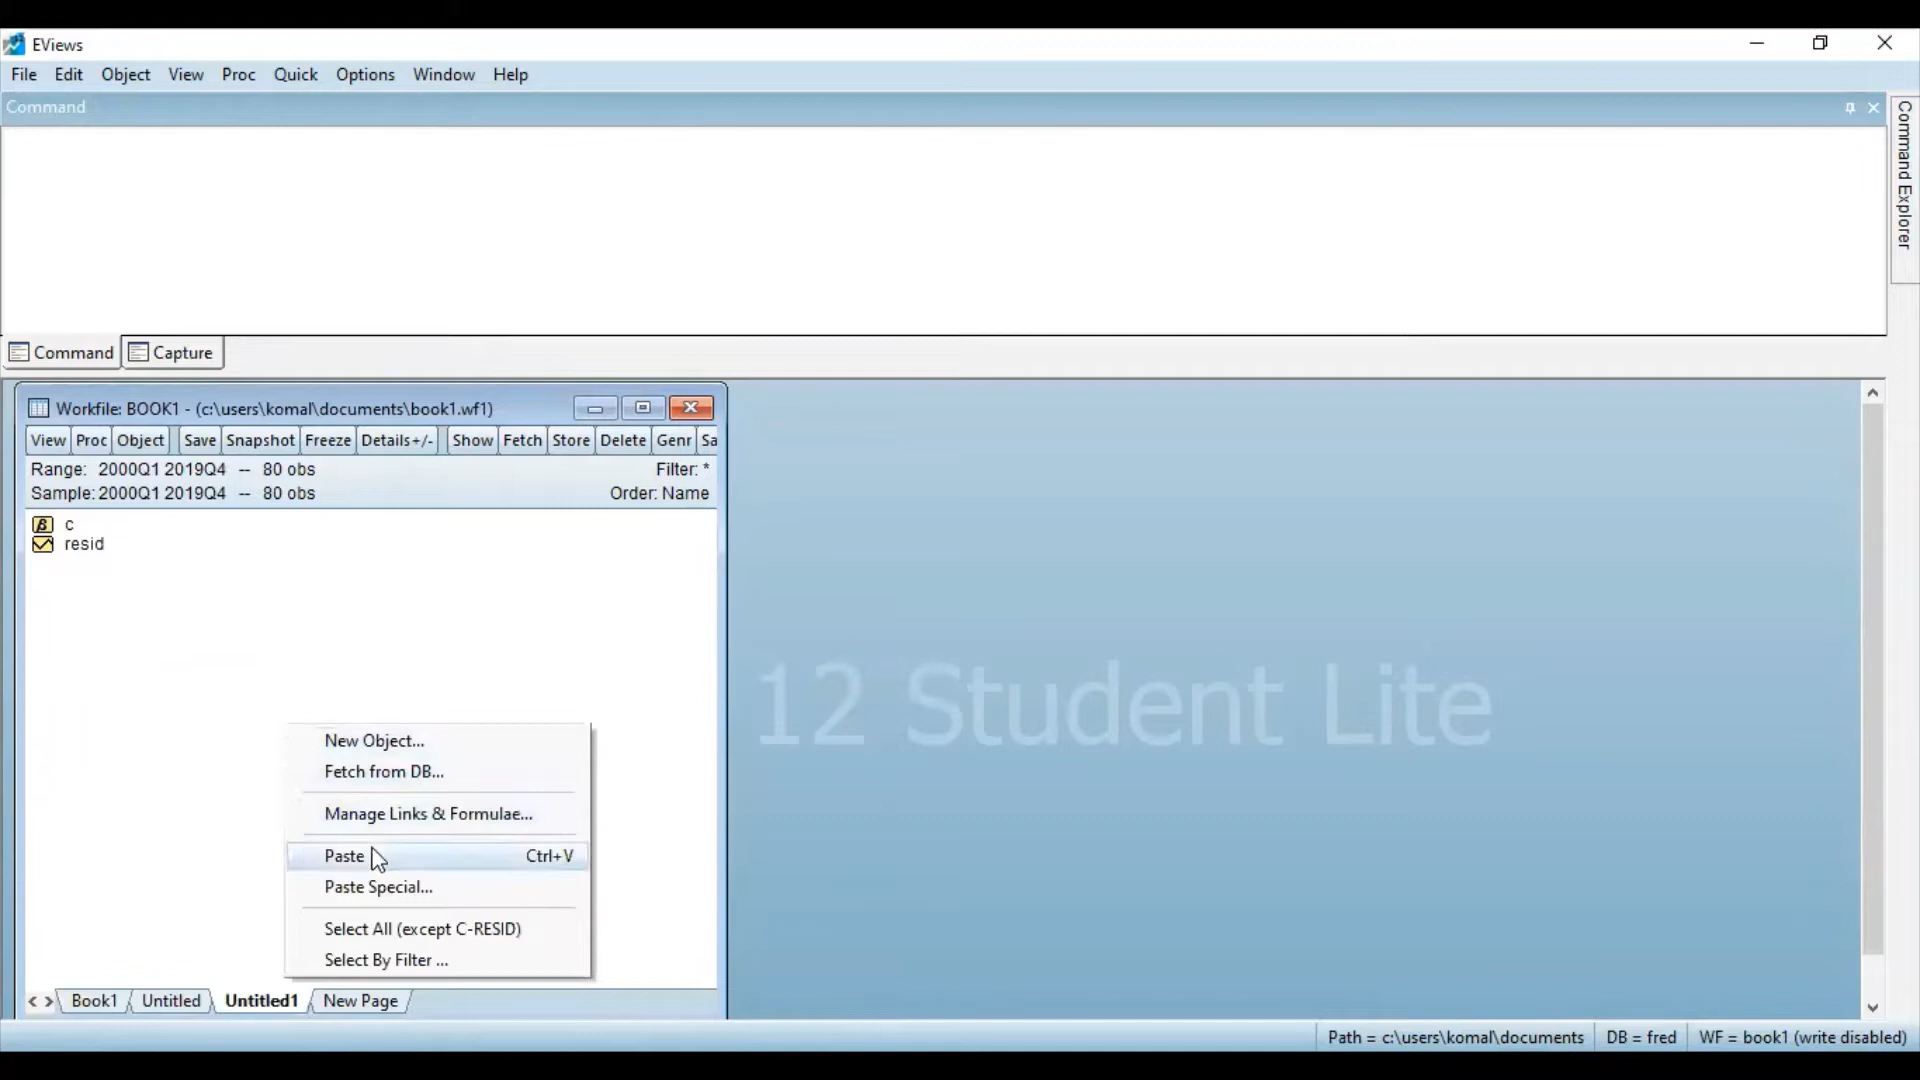 EViews
File Edit Object View Proc Quick Options Window Help
Command
Command Explorer
Command Capture
Workfile: BOOK1 - (c:\users\komal\documents\book1.wf1)
View Proc Object Save Snapshot Freeze Details+/- Show Fetch Store Delete Genr Sa
Range: 2000Q1 2019Q4 -- 80 obs Filter: *
Sample: 2000Q1 2019Q4 -- 80 obs Order: Name
β c
resid
12 Student Lite
New Object...
Fetch from DB...
Manage Links & Formulae...
Paste Ctrl+V
Paste Special...
Select All (except C-RESID)
Select By Filter ...
< > Book1 Untitled Untitled1 New Page
Path = c:\users\komal\documents DB = fred WF = book1 (write disabled)